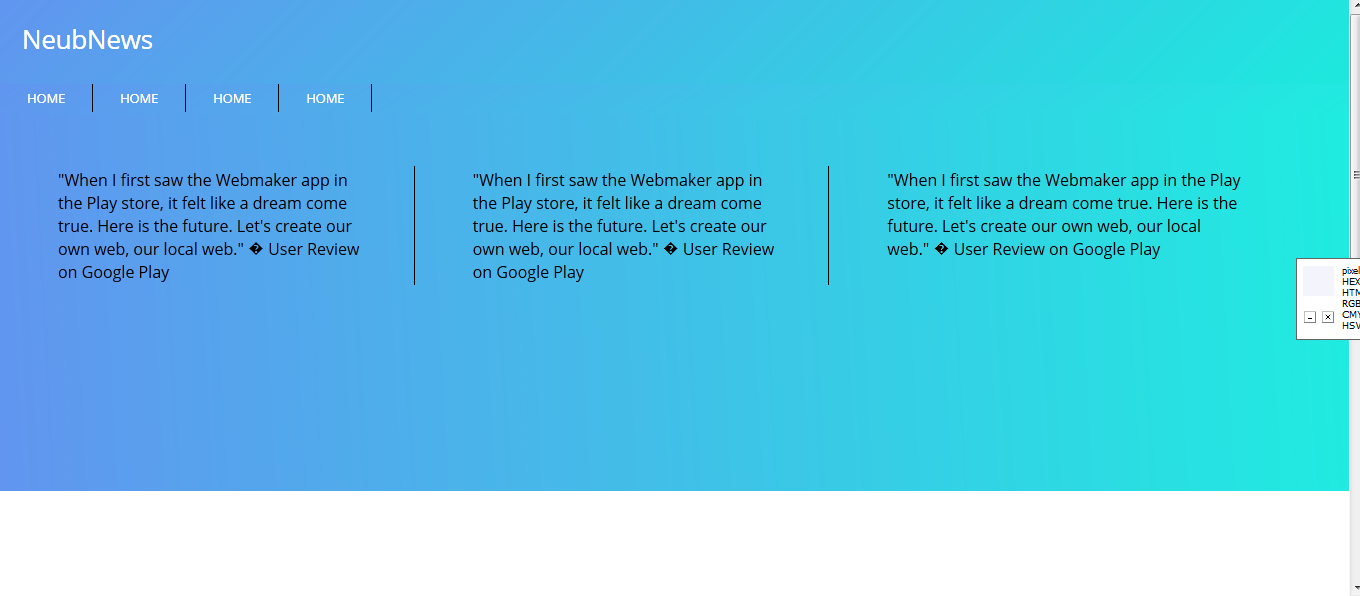 NeubNews
HOME HOME HOME HOME
"When I first saw the Webmaker app in
the Play store, it felt like a dream come
true. Here is the future. Let's create our
own web, our local web." � User Review
on Google Play
"When I first saw the Webmaker app in
the Play store, it felt like a dream come
true. Here is the future. Let's create our
own web, our local web." � User Review
on Google Play
"When I first saw the Webmaker app in the Play
store, it felt like a dream come true. Here is the
future. Let's create our own web, our local
web." � User Review on Google Play
pixel
HEX
HTM
RGB
CMY
HSV